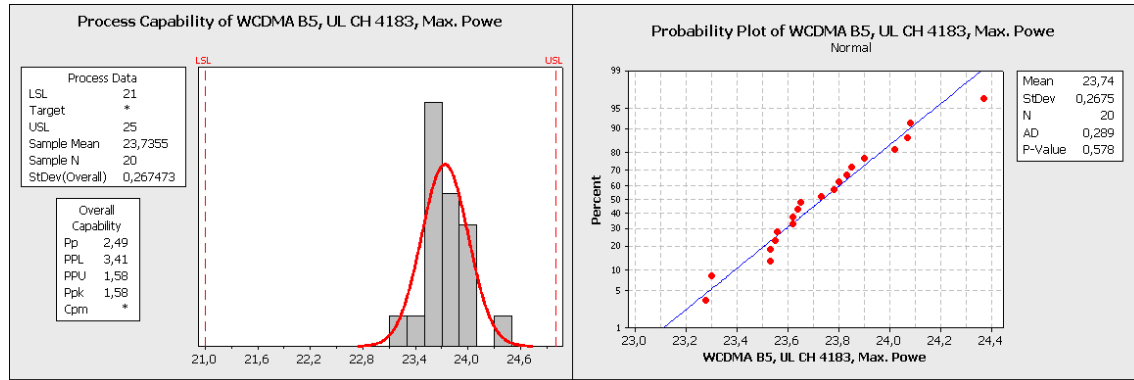 Process Capability of WCDMA B5, UL CH 4183, Max. Powe
LSL
USL
Process Data
LSL 21
Target *
USL 25
Sample Mean 23,7355
Sample N 20
StDev(Overall) 0,267473
Overall
Capability
Pp 2,49
PPL 3,41
PPU 1,58
Ppk 1,58
Cpm *
21,0 21,6 22,2 22,8 23,4 24,0 24,6
Probability Plot of WCDMA B5, UL CH 4183, Max. Powe
Normal
Percent
99
95
90
80
70
60
50
40
30
20
10
5
1
23,0 23,2 23,4 23,6 23,8 24,0 24,2 24,4
WCDMA B5, UL CH 4183, Max. Powe
Mean 23,74
StDev 0,2675
N 20
AD 0,289
P-Value 0,578